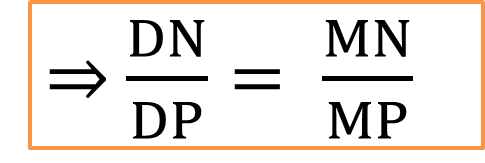 ⇒ DN/DP = MN/MP